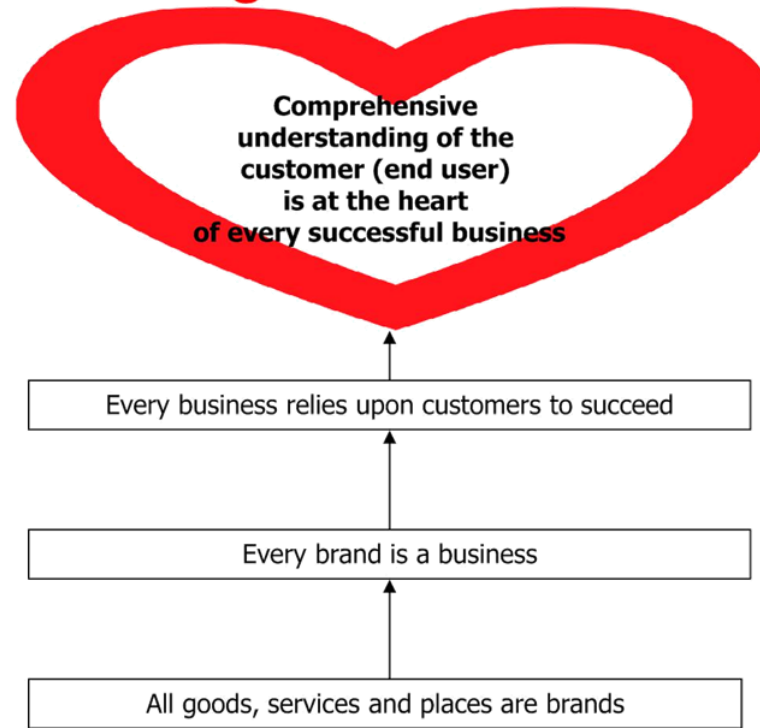 Comprehensive
understanding of the
customer (end user)
is at the heart
of every successful business
Every business relies upon customers to succeed
Every brand is a business
All goods, services and places are brands